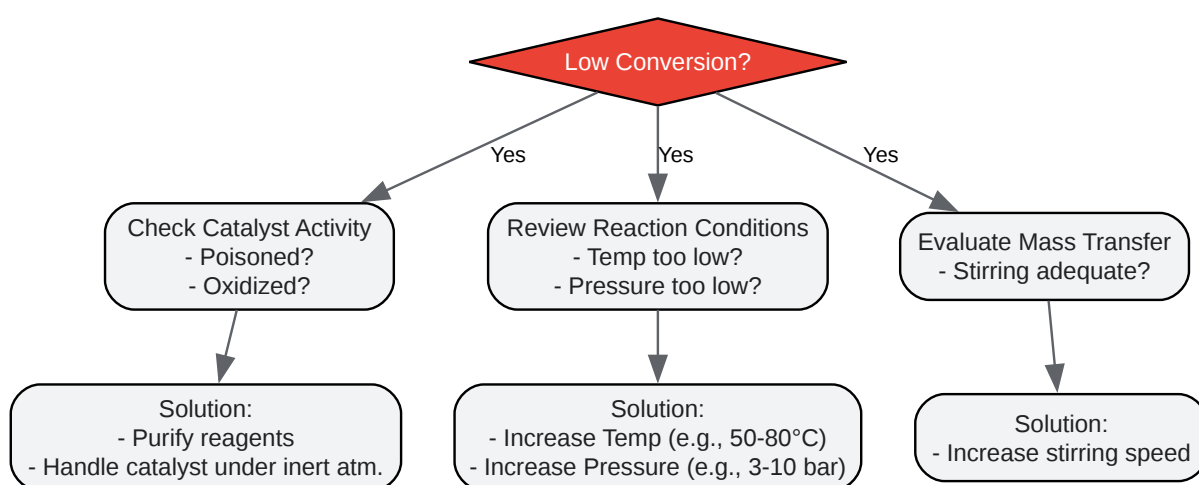 Low Conversion?
Yes
Yes
Yes
Check Catalyst Activity
- Poisoned?
- Oxidized?
Review Reaction Conditions
- Temp too low?
- Pressure too low?
Evaluate Mass Transfer
- Stirring adequate?
Solution:
- Purify reagents
- Handle catalyst under inert atm.
Solution:
- Increase Temp (e.g., 50-80°C)
- Increase Pressure (e.g., 3-10 bar)
Solution:
- Increase stirring speed